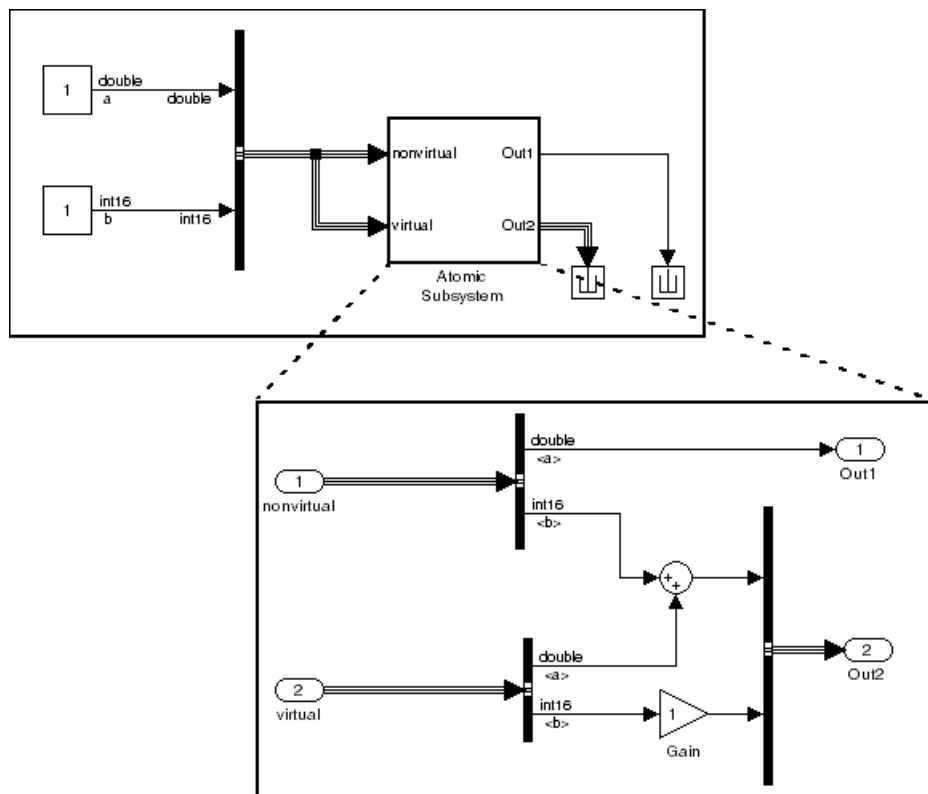 1
double
a
double
1
int16
b
int16
nonvirtual
Out1
virtual
Out2
Atomic
Subsystem
1
nonvirtual
double
<a>
int16
<b>
1
Out1
+
+
2
virtual
double
<a>
int16
<b>
1
Gain
2
Out2